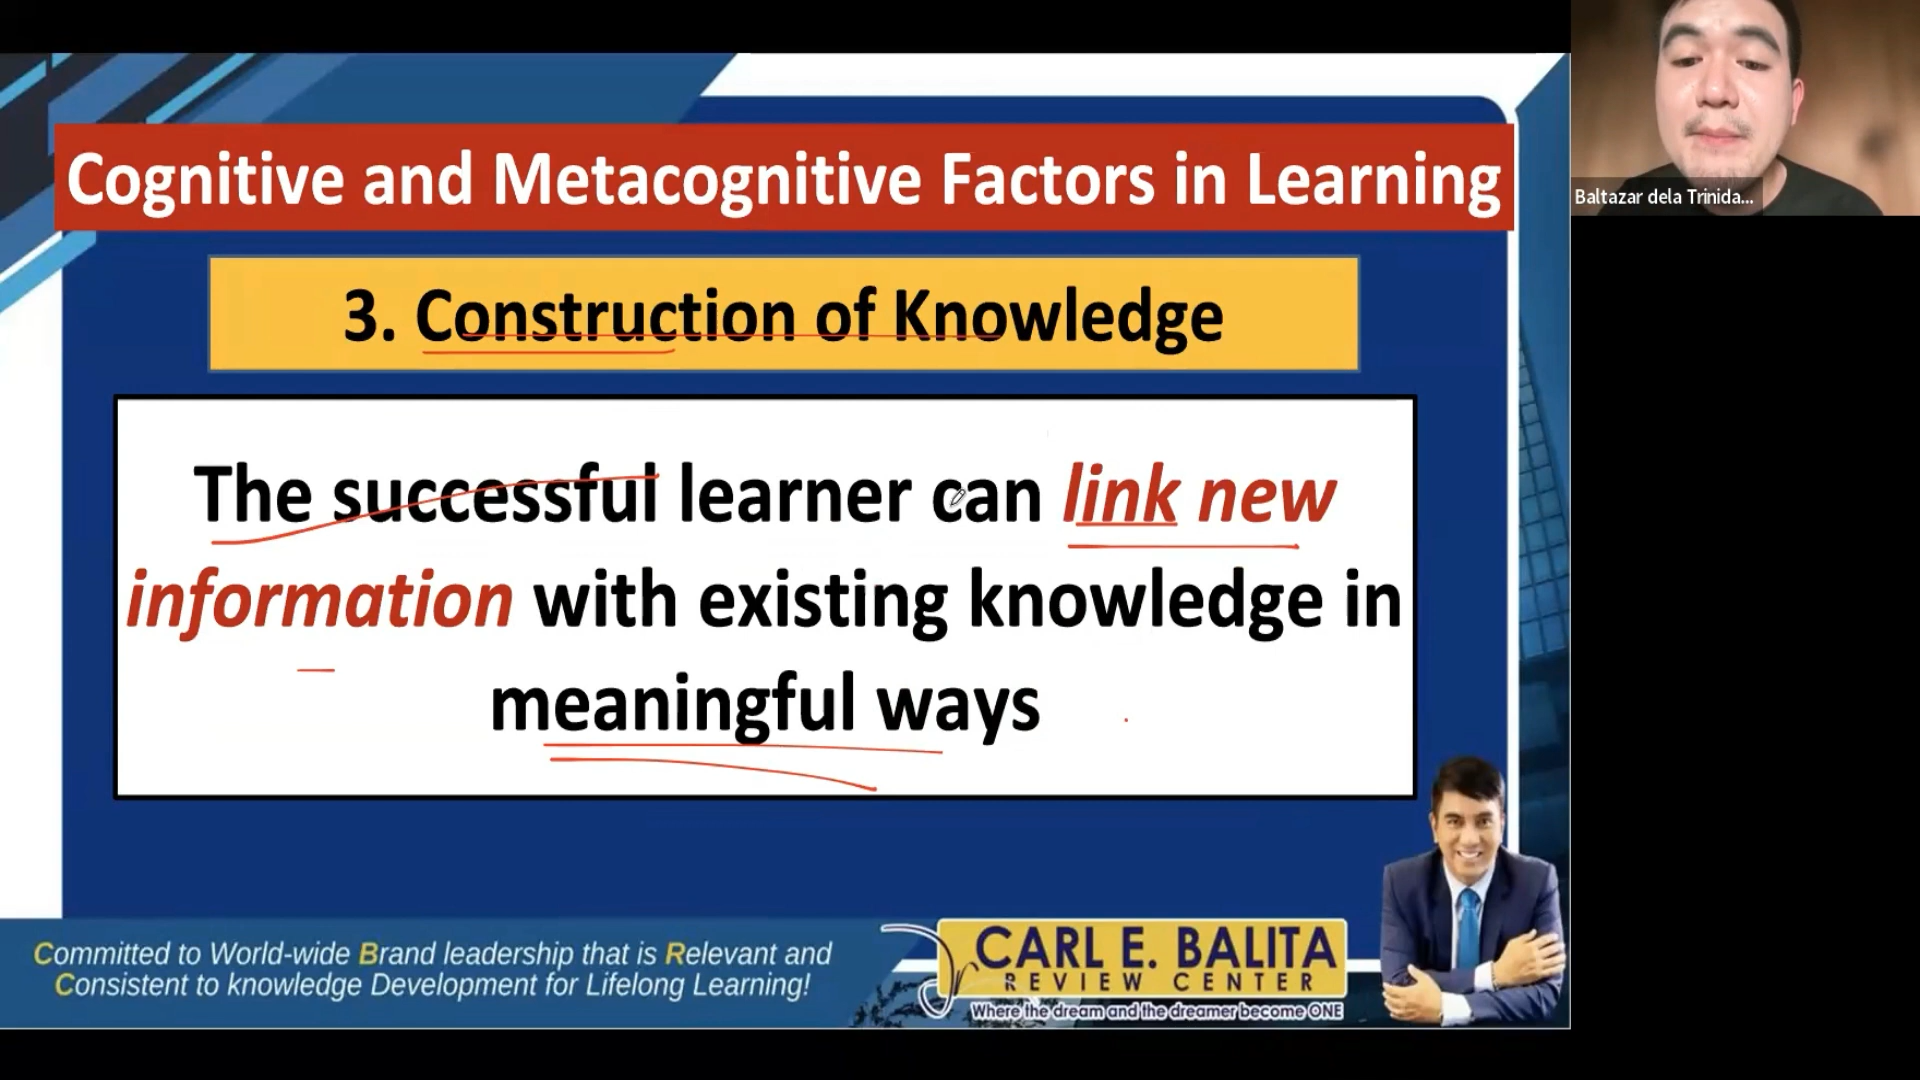 Cognitive and Metacognitive Factors in Learning
3. Construction of Knowledge
The successful learner can link new
information with existing knowledge in
meaningful ways
Baltazar dela Trinida...
Committed to World-wide Brand leadership that is Relevant and
Consistent to knowledge Development for Lifelong Learning!
Dr.
CARL E. BALITA
REVIEW CENTER
Where the dream and the dreamer become ONE